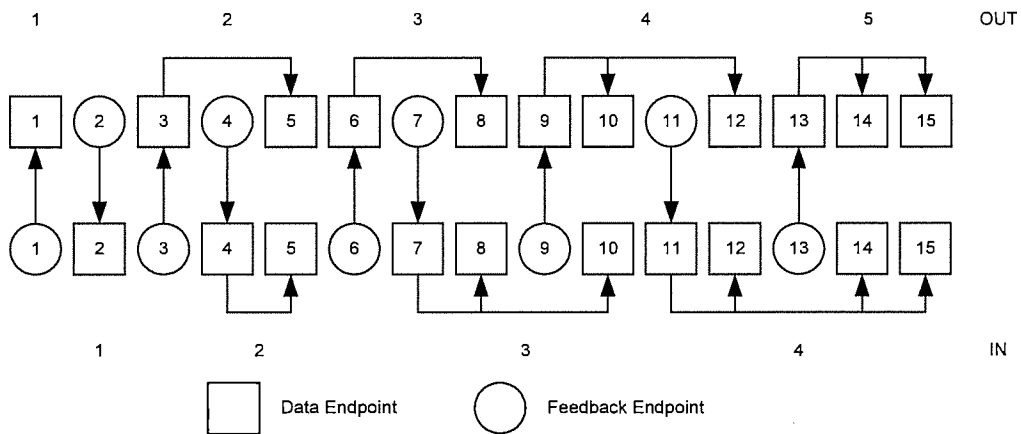 1 2 3 4 5 OUT
1 2 3 4 5 6 7 8 9 10 11 12 13 14 15
1 2 3 4 5 6 7 8 9 10 11 12 13 14 15
1 2 3 4 IN
Data Endpoint Feedback Endpoint